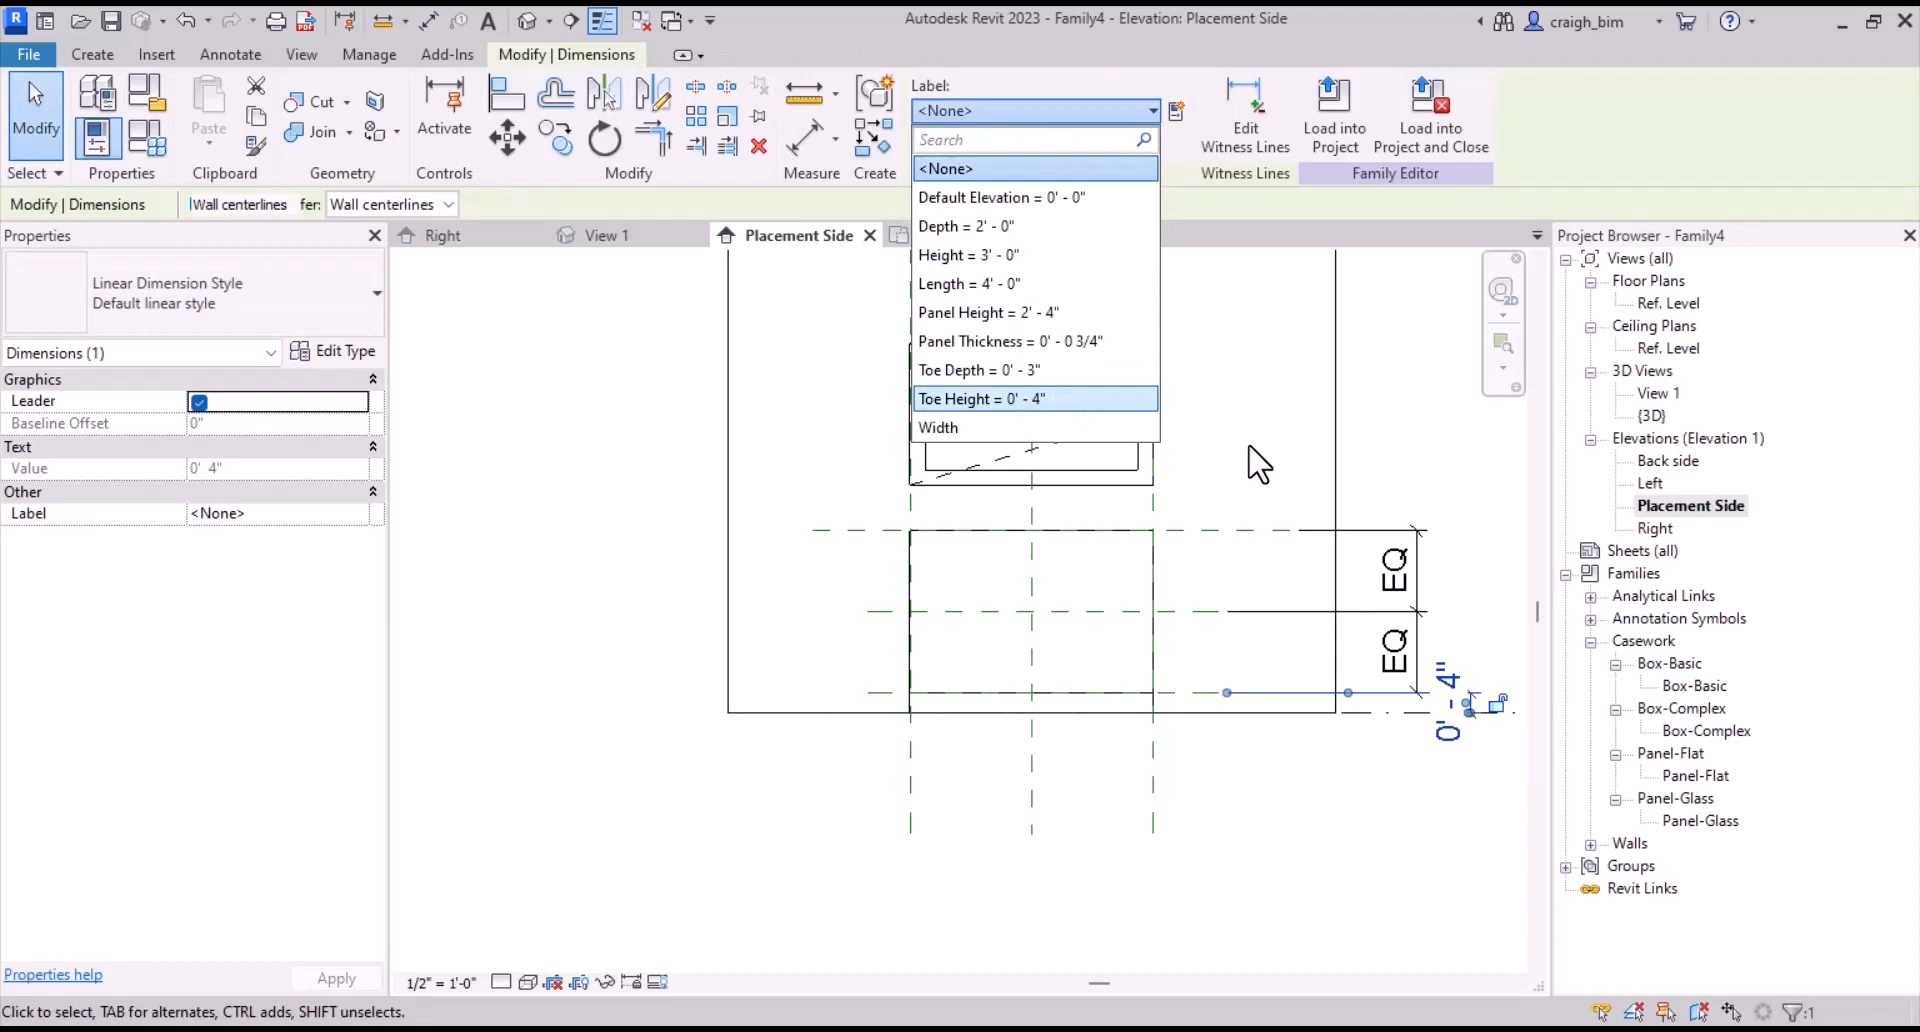 R
A
Autodesk Revit 2023 - Family4 - Elevation: Placement Side
craigh_bim
?
File
Create
Insert
Annotate
View
Manage
Add-Ins
Modify | Dimensions
Modify
Paste
Cut
Join
Activate
Label:
<None>
Edit
Witness Lines
Load into
Project
Load into
Project and Close
Select
Properties
Clipboard
Geometry
Controls
Modify
Measure
Create
Witness Lines
Family Editor
Search
<None>
Default Elevation = 0' - 0"
Depth = 2' - 0"
Height = 3' - 0"
Length = 4' - 0"
Panel Height = 2' - 4"
Panel Thickness = 0' - 0 3/4"
Toe Depth = 0' - 3"
Toe Height = 0' - 4"
Width
Modify | Dimensions
Wall centerlines
fer:
Wall centerlines
Properties
Right
View 1
Placement Side
Project Browser - Family4
Linear Dimension Style
Default linear style
Dimensions (1)
Edit Type
Graphics
Leader
Baseline Offset
0"
Text
Value
0' 4"
Other
Label
<None>
2D
EQ
EQ
0' - 4"
Views (all)
Floor Plans
Ref. Level
Ceiling Plans
Ref. Level
3D Views
View 1
{3D}
Elevations (Elevation 1)
Back side
Left
Placement Side
Right
Sheets (all)
Families
Analytical Links
Annotation Symbols
Casework
Box-Basic
Box-Basic
Box-Complex
Box-Complex
Panel-Flat
Panel-Flat
Panel-Glass
Panel-Glass
Walls
Groups
Revit Links
Properties help
Apply
1/2" = 1'-0"
Click to select, TAB for alternates, CTRL adds, SHIFT unselects.
:1